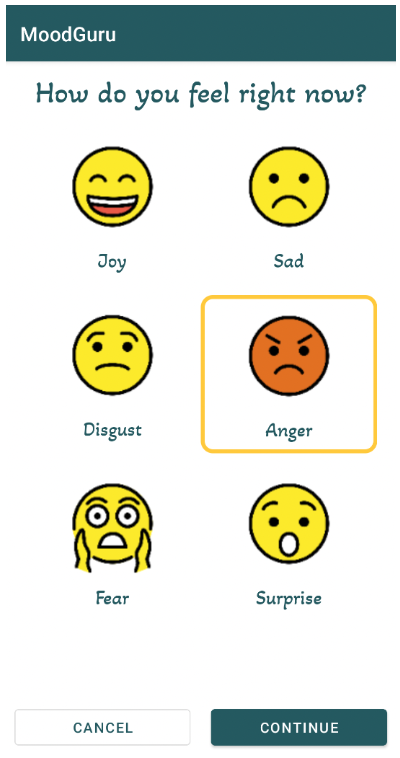 MoodGuru
How do you feel right now?
Joy
Sad
Disgust
Anger
Fear
Surprise
CANCEL
CONTINUE